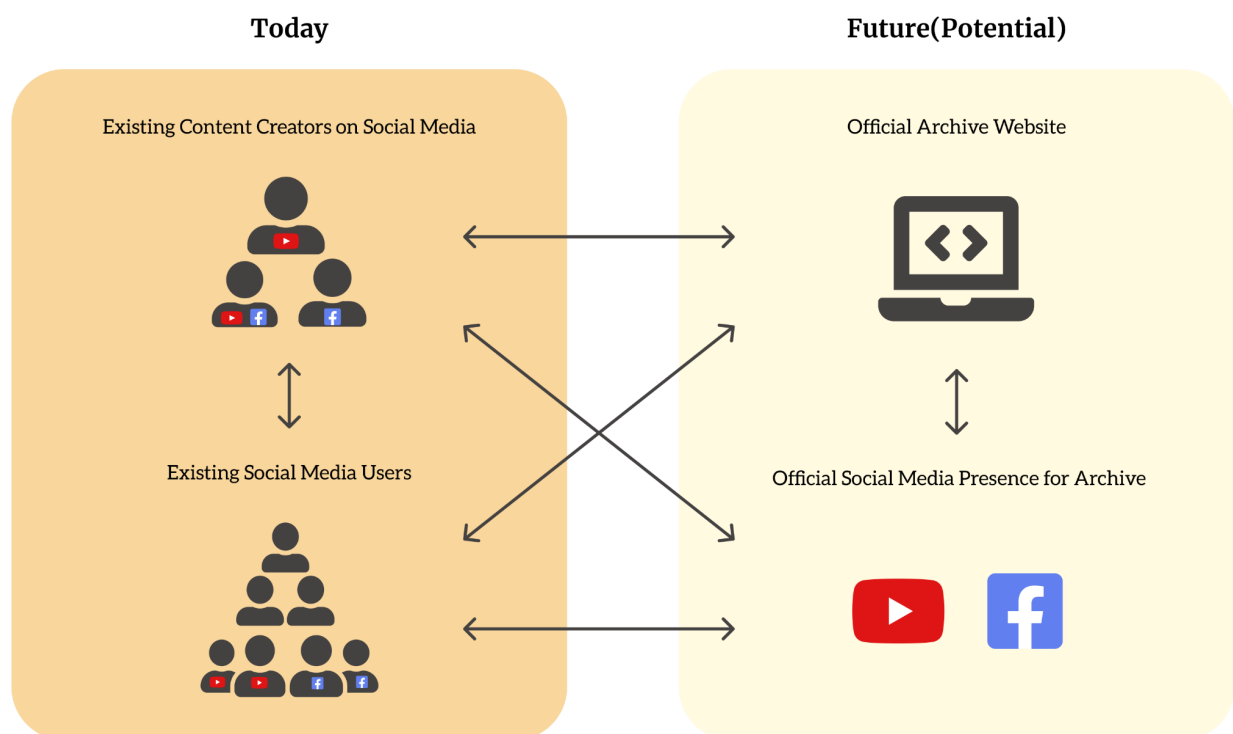 Today
Future(Potential)
Existing Content Creators on Social Media
Official Archive Website
Existing Social Media Users
Official Social Media Presence for Archive